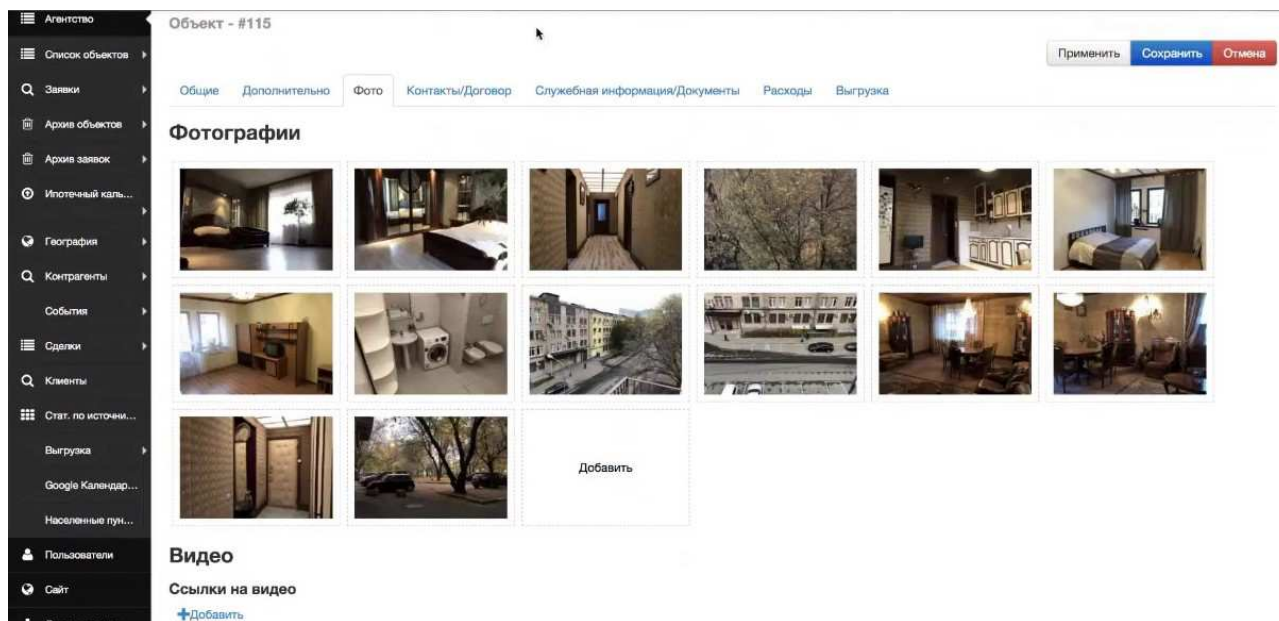 Агентство
Объект - #115
Применить Сохранить Отмена
Список объектов
Заявки
Архив объектов
Архив заявок
Ипотечный каль...
География
Контрагенты
События
Сделки
Клиенты
Стат. по источни...
Выгрузка
Google Календар...
Населенные пун...
Пользователи
Сайт
Общие Дополнительно Фото Контакты/Договор Служебная информация/Документы Расходы Выгрузка
Фотографии
Добавить
Видео
Ссылки на видео
+Добавить